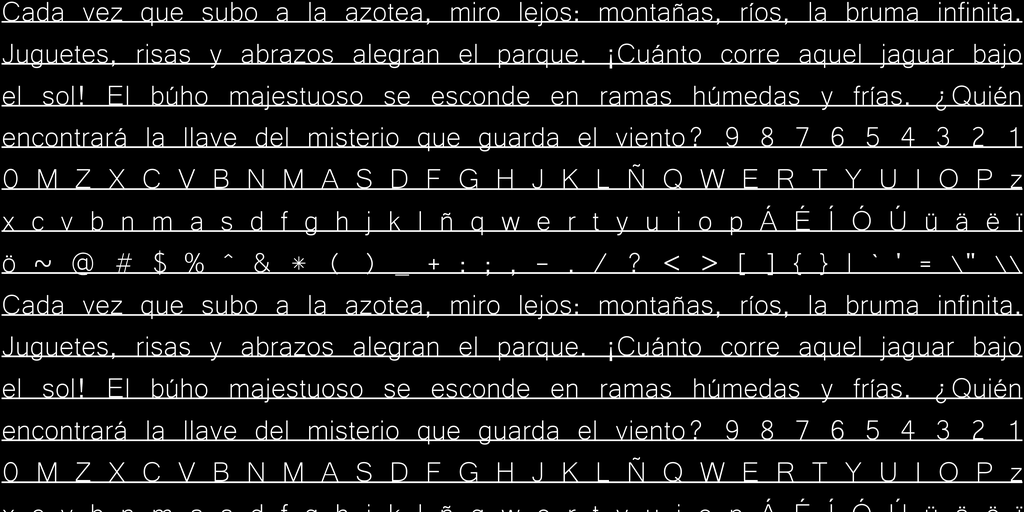 Cada vez que subo a la azotea, miro lejos: montañas, ríos, la bruma infinita.
Juguetes, risas y abrazos alegran el parque. ¡Cuánto corre aquel jaguar bajo
el sol! El búho majestuoso se esconde en ramas húmedas y frías. ¿Quién
encontrará la llave del misterio que guarda el viento? 9 8 7 6 5 4 3 2 1
0 M Z X C V B N M A S D F G H J K L Ñ Q W E R T Y U I O P z
x c v b n m a s d f g h j k l ñ q w e r t y u i o p Á É Í Ó Ú ü ä ë ï
ö ~ @ # $ % ^ & * ( ) _ + : ; , - . / ? < > [ ] { } | ` ' = \" \\
Cada vez que subo a la azotea, miro lejos: montañas, ríos, la bruma infinita.
Juguetes, risas y abrazos alegran el parque. ¡Cuánto corre aquel jaguar bajo
el sol! El búho majestuoso se esconde en ramas húmedas y frías. ¿Quién
encontrará la llave del misterio que guarda el viento? 9 8 7 6 5 4 3 2 1
0 M Z X C V B N M A S D F G H J K L Ñ Q W E R T Y U I O P z
x c v b n m a s d f g h j k l ñ q w e r t y u i o p Á É Í Ó Ú ü ä ë ï